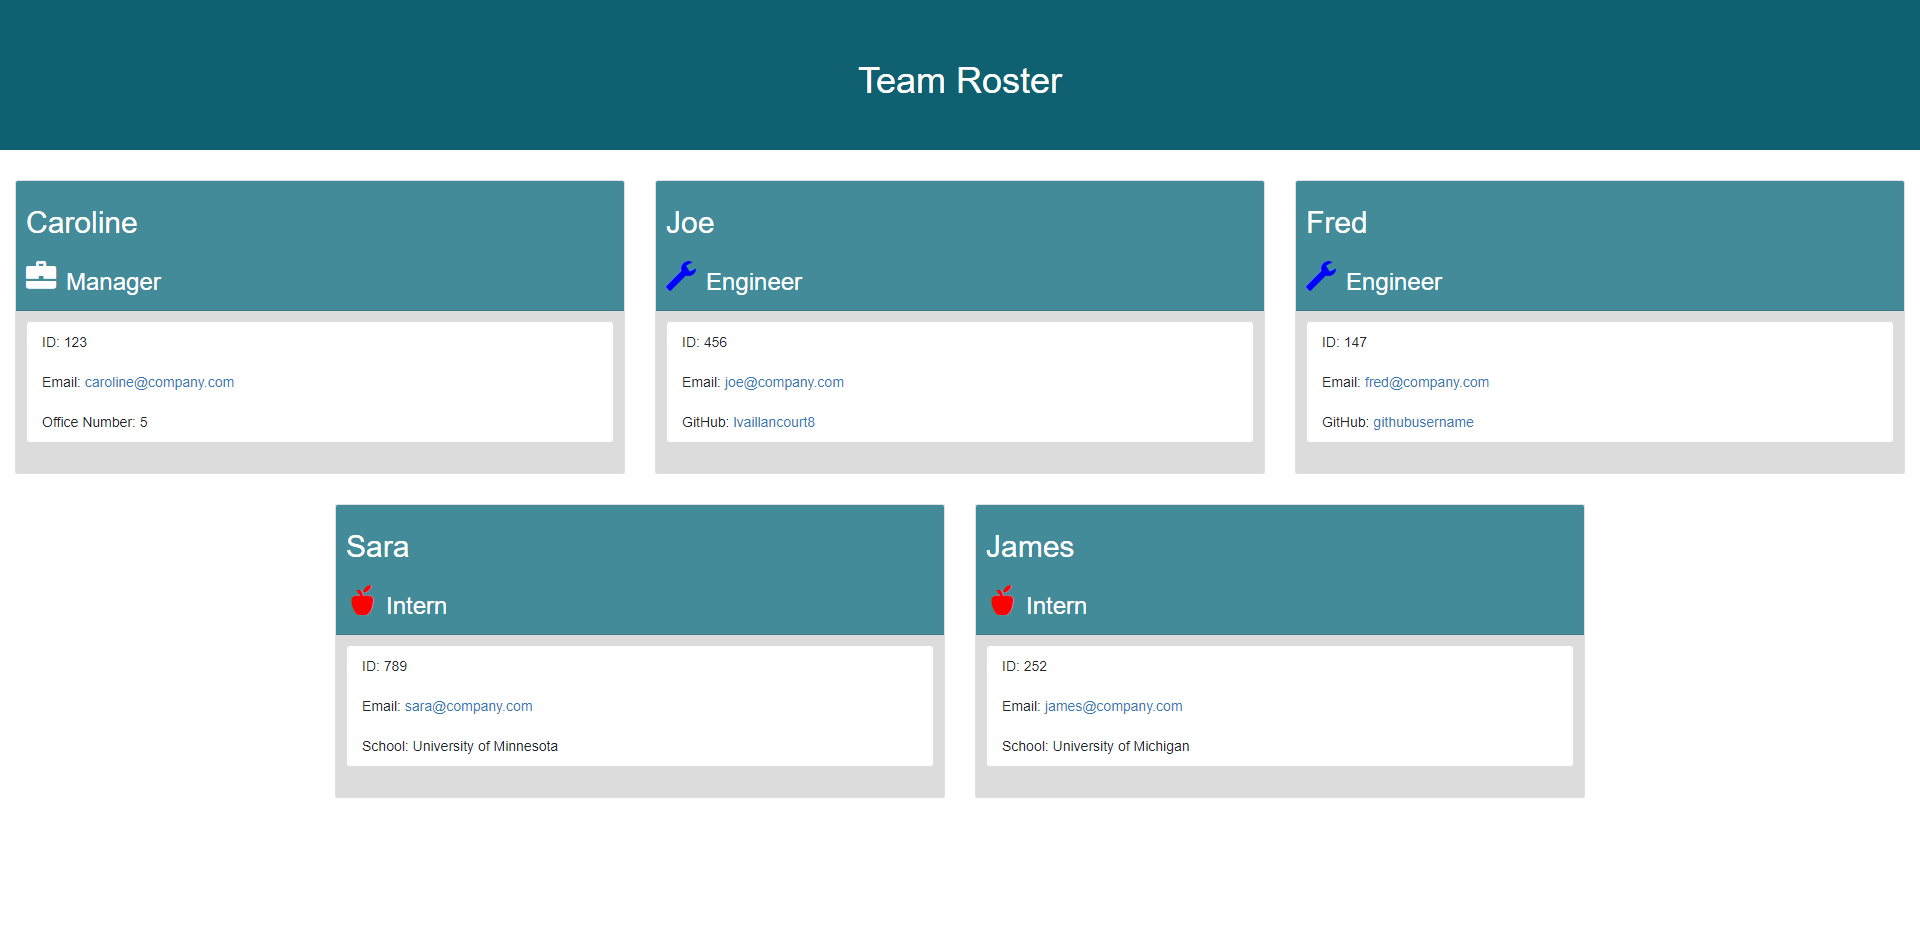 Team Roster
Caroline
Manager
ID: 123
Email: caroline@company.com
Office Number: 5
Joe
Engineer
ID: 456
Email: joe@company.com
GitHub: lvaillancourt8
Fred
Engineer
ID: 147
Email: fred@company.com
GitHub: githubusername
Sara
Intern
ID: 789
Email: sara@company.com
School: University of Minnesota
James
Intern
ID: 252
Email: james@company.com
School: University of Michigan